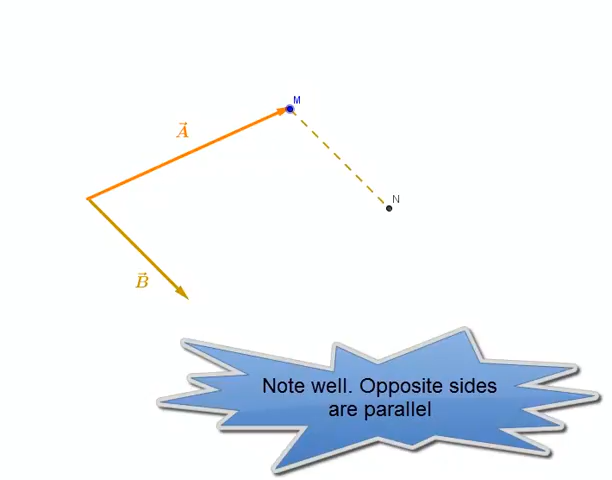 M
A⃗
N
B⃗
Note well. Opposite sides
are parallel